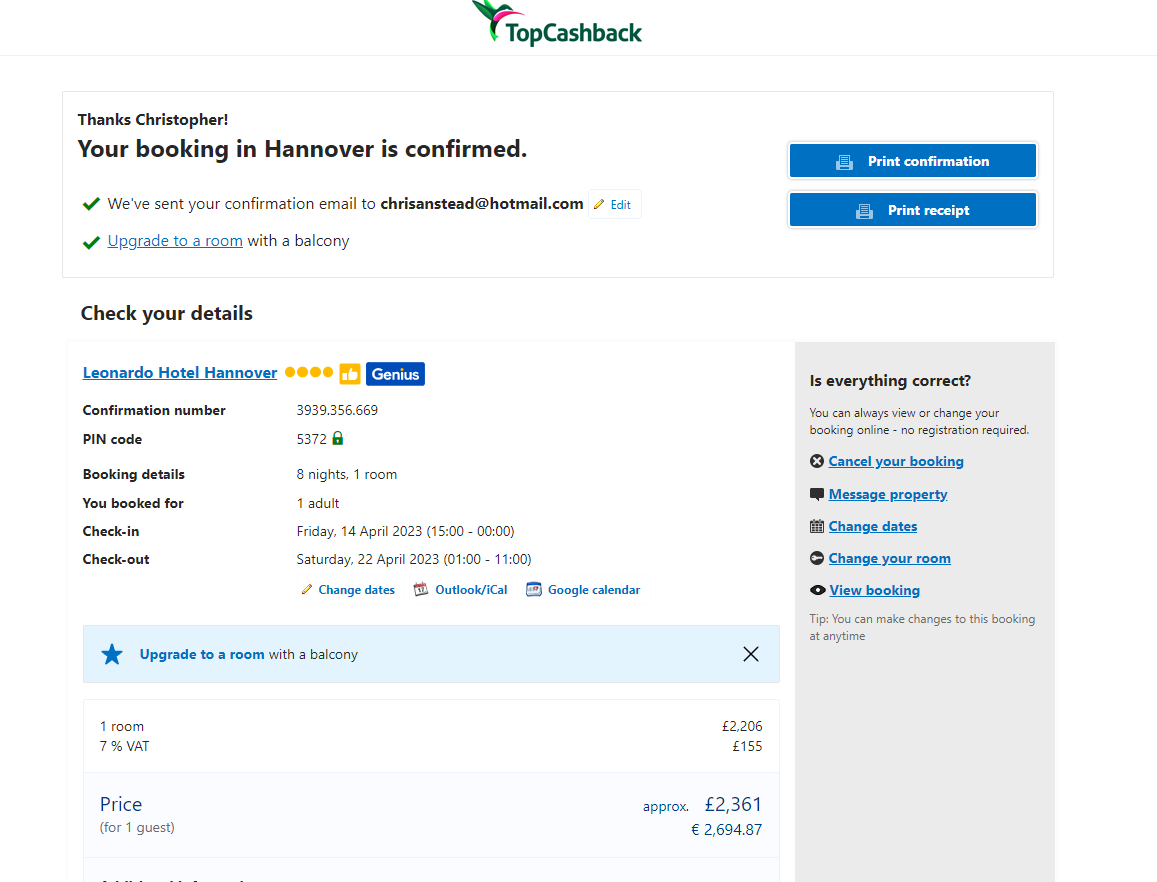 TopCashback
Thanks Christopher!
Your booking in Hannover is confirmed.
We've sent your confirmation email to chrisanstead@hotmail.com Edit
Upgrade to a room with a balcony
Print confirmation
Print receipt
Check your details
Leonardo Hotel Hannover Genius
Confirmation number 3939.356.669
PIN code 5372
Booking details 8 nights, 1 room
You booked for 1 adult
Check-in Friday, 14 April 2023 (15:00 - 00:00)
Check-out Saturday, 22 April 2023 (01:00 - 11:00)
Change dates Outlook/iCal Google calendar
Upgrade to a room with a balcony
1 room £2,206
7 % VAT £155
Price approx. £2,361
(for 1 guest) € 2,694.87
Is everything correct?
You can always view or change your
booking online - no registration required.
Cancel your booking
Message property
Change dates
Change your room
View booking
Tip: You can make changes to this booking
at anytime